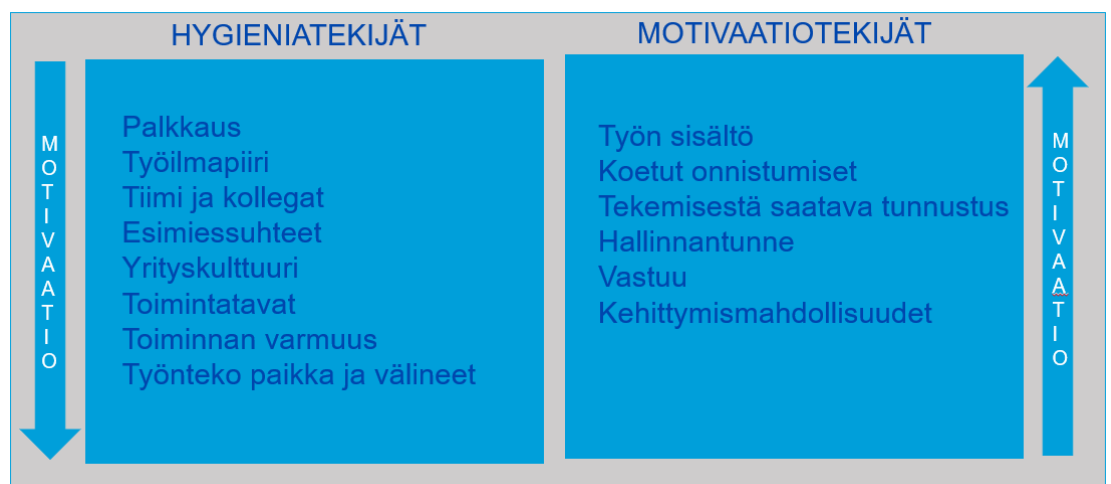 HYGIENIATEKIJÄT
MOTIVAATIO
Palkkaus
Työilmapiiri
Tiimi ja kollegat
Esimiessuhteet
Yrityskulttuuri
Toimintatavat
Toiminnan varmuus
Työnteko paikka ja välineet
MOTIVAATIOTEKIJÄT
Työn sisältö
Koetut onnistumiset
Tekemisestä saatava tunnustus
Hallinnantunne
Vastuu
Kehittymismahdollisuudet
MOTIVAATIO